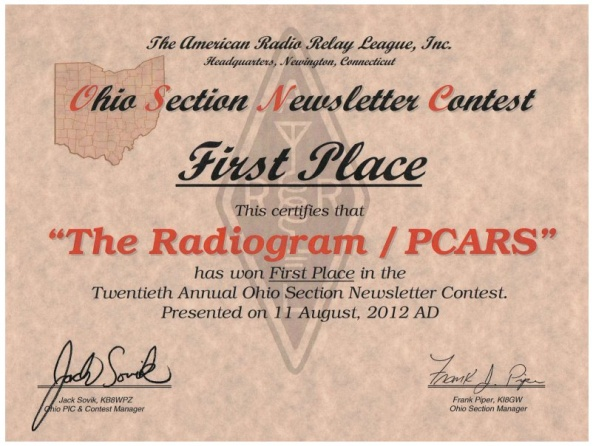 The American Radio Relay League, Inc.
Headquarters, Newington, Connecticut
Ohio Section Newsletter Contest
First Place
This certifies that
"The Radiogram / PCARS"
has won First Place in the
Twentieth Annual Ohio Section Newsletter Contest.
Presented on 11 August, 2012 AD
Jack Sovik
Frank J. Piper
Jack Sovik, KB8WPZ
Ohio PIC & Contest Manager
Frank Piper, KI8GW
Ohio Section Manager